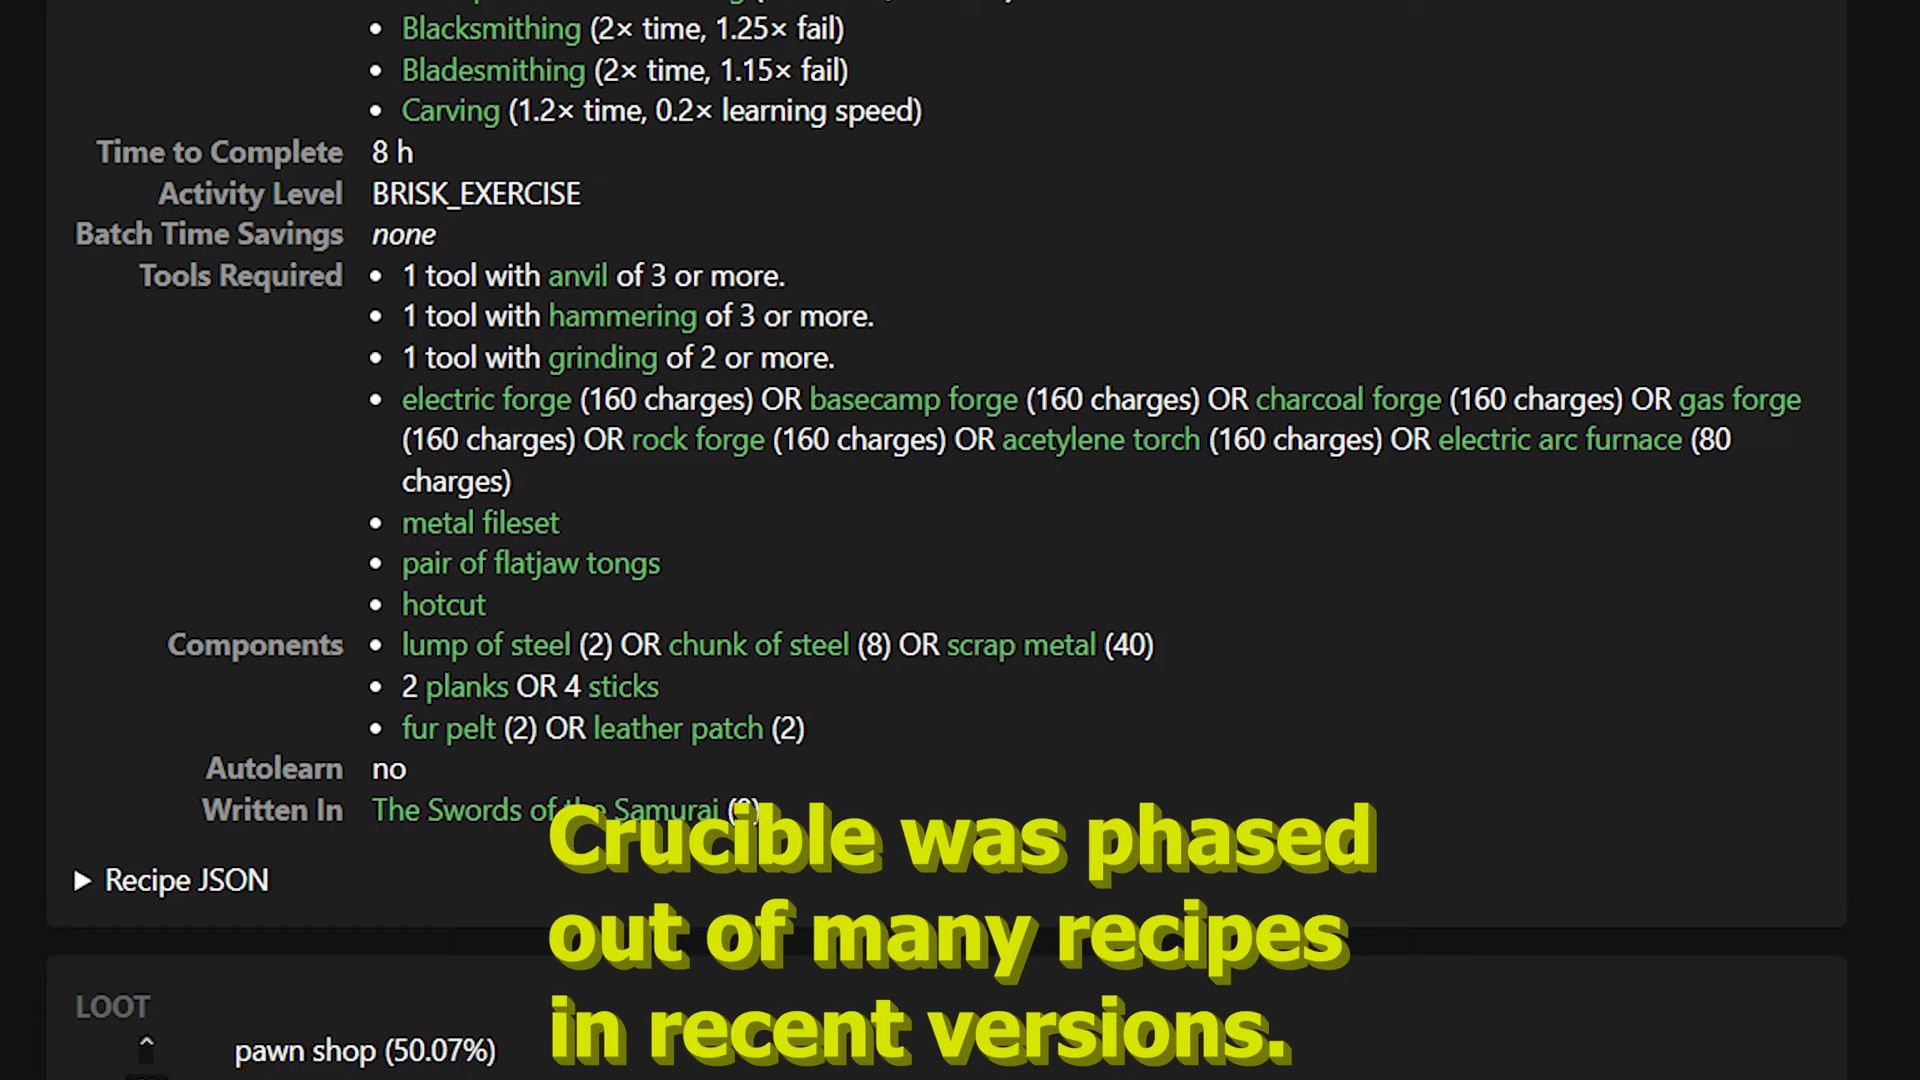 • Blacksmithing (2× time, 1.25× fail)
• Bladesmithing (2× time, 1.15× fail)
• Carving (1.2× time, 0.2× learning speed)
Time to Complete 8 h
Activity Level BRISK_EXERCISE
Batch Time Savings none
Tools Required • 1 tool with anvil of 3 or more.
• 1 tool with hammering of 3 or more.
• 1 tool with grinding of 2 or more.
• electric forge (160 charges) OR basecamp forge (160 charges) OR charcoal forge (160 charges) OR gas forge
(160 charges) OR rock forge (160 charges) OR acetylene torch (160 charges) OR electric arc furnace (80
charges)
• metal fileset
• pair of flatjaw tongs
• hotcut
Components • lump of steel (2) OR chunk of steel (8) OR scrap metal (40)
• 2 planks OR 4 sticks
• fur pelt (2) OR leather patch (2)
Autolearn no
Written In The Swords of the Samurai
Crucible was phased
▶ Recipe JSON
out of many recipes
LOOT
in recent versions.
pawn shop (50.07%)